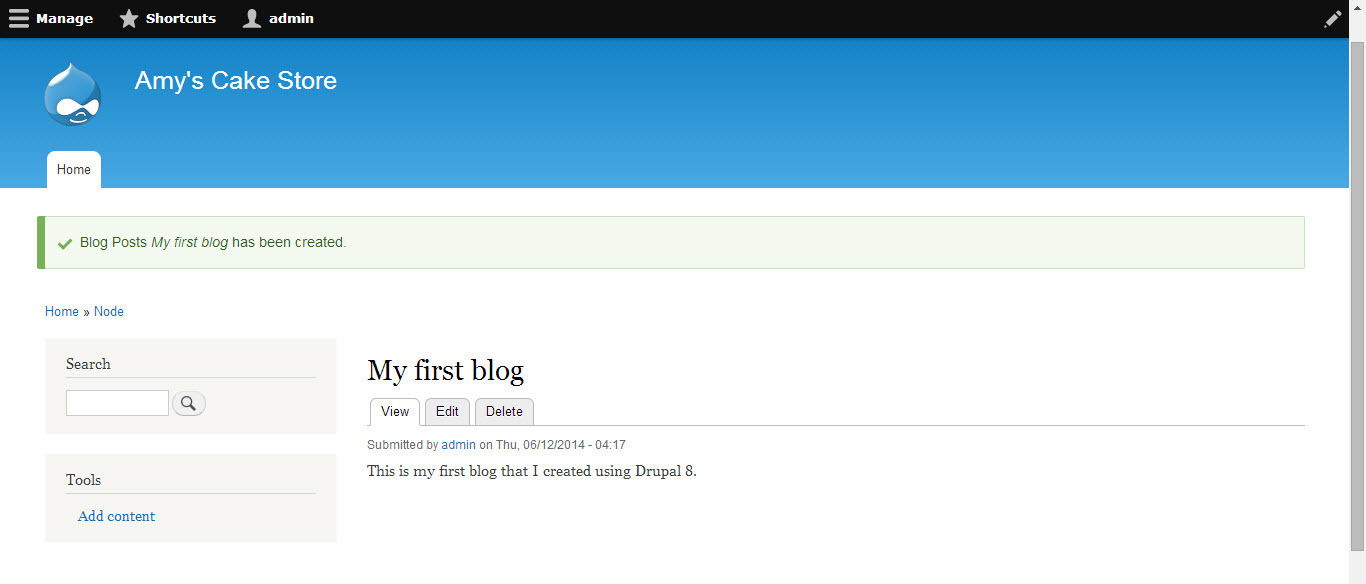 Manage Shortcuts admin
Amy's Cake Store
Home
Blog Posts My first blog has been created.
Home » Node
Search
My first blog
View Edit Delete
Submitted by admin on Thu, 06/12/2014 - 04:17
This is my first blog that I created using Drupal 8.
Tools
Add content